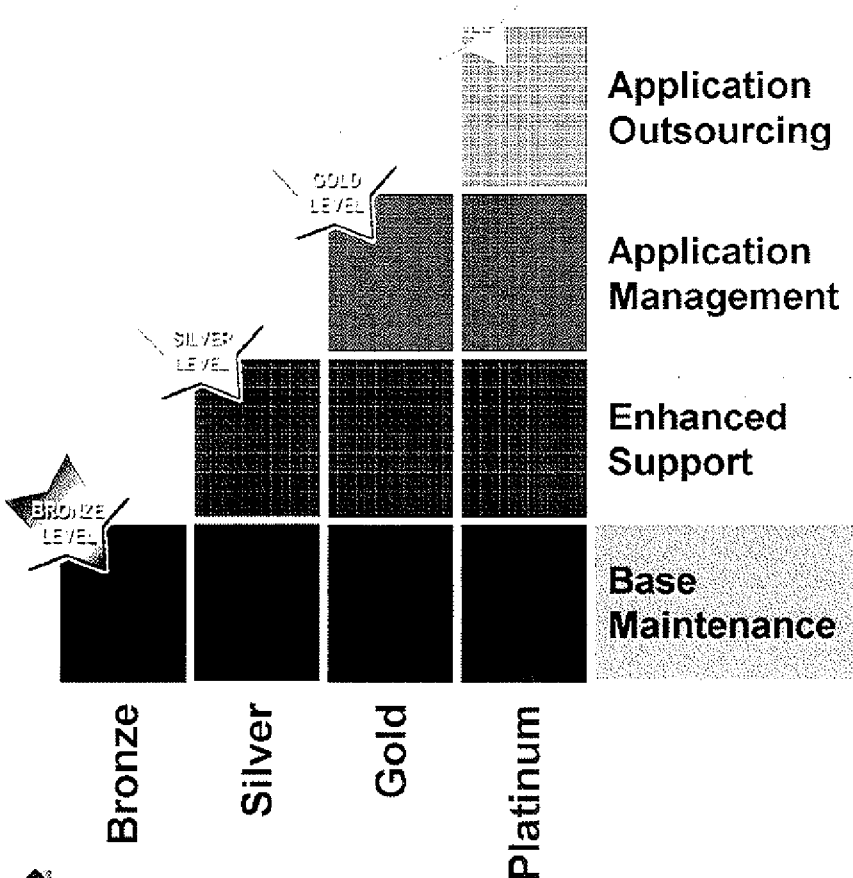 Application
Outsourcing
GOLD
LEVEL
Application
Management
SILVER
LEVEL
Enhanced
Support
BRONZE
LEVEL
Base
Maintenance
Bronze
Silver
Gold
Platinum